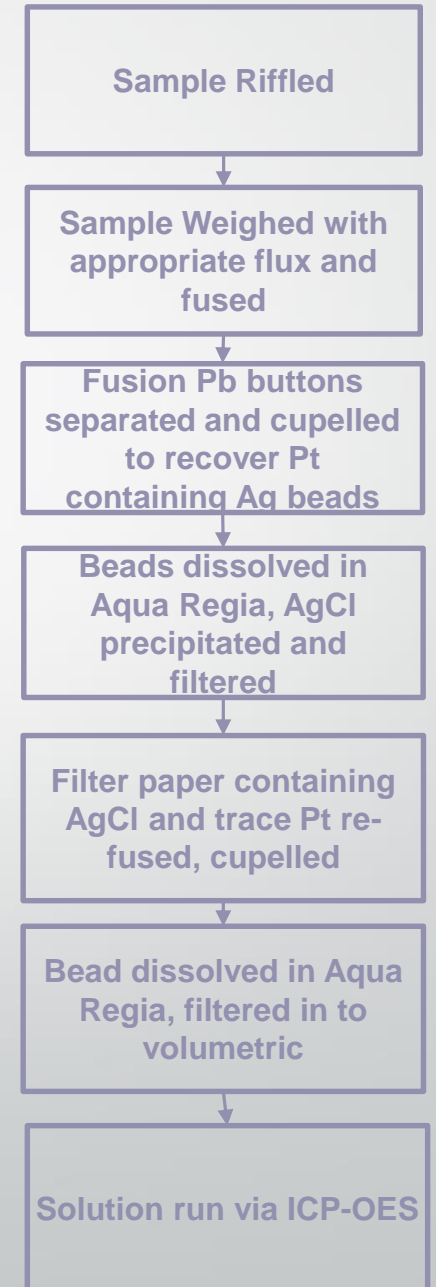 Sample Riffled
Sample Weighed with
appropriate flux and
fused
Fusion Pb buttons
separated and cupelled
to recover Pt
containing Ag beads
Beads dissolved in
Aqua Regia, AgCl
precipitated and
filtered
Filter paper containing
AgCl and trace Pt re-
fused, cupelled
Bead dissolved in Aqua
Regia, filtered in to
volumetric
Solution run via ICP-OES